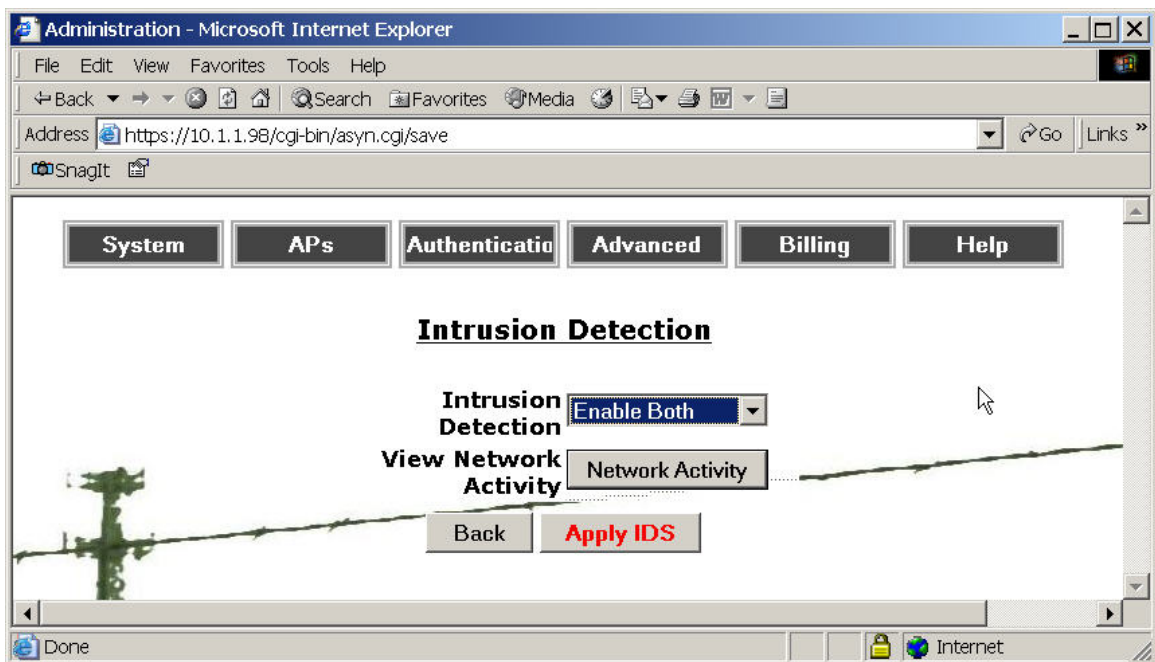 Administration - Microsoft Internet Explorer
File Edit View Favorites Tools Help
Back Search Favorites Media
Address https://10.1.1.98/cgi-bin/asyn.cgi/save Go Links »
SnagIt
System APs Authenticatio Advanced Billing Help
Intrusion Detection
Intrusion Detection Enable Both
View Network Activity Network Activity
Back Apply IDS
Done Internet